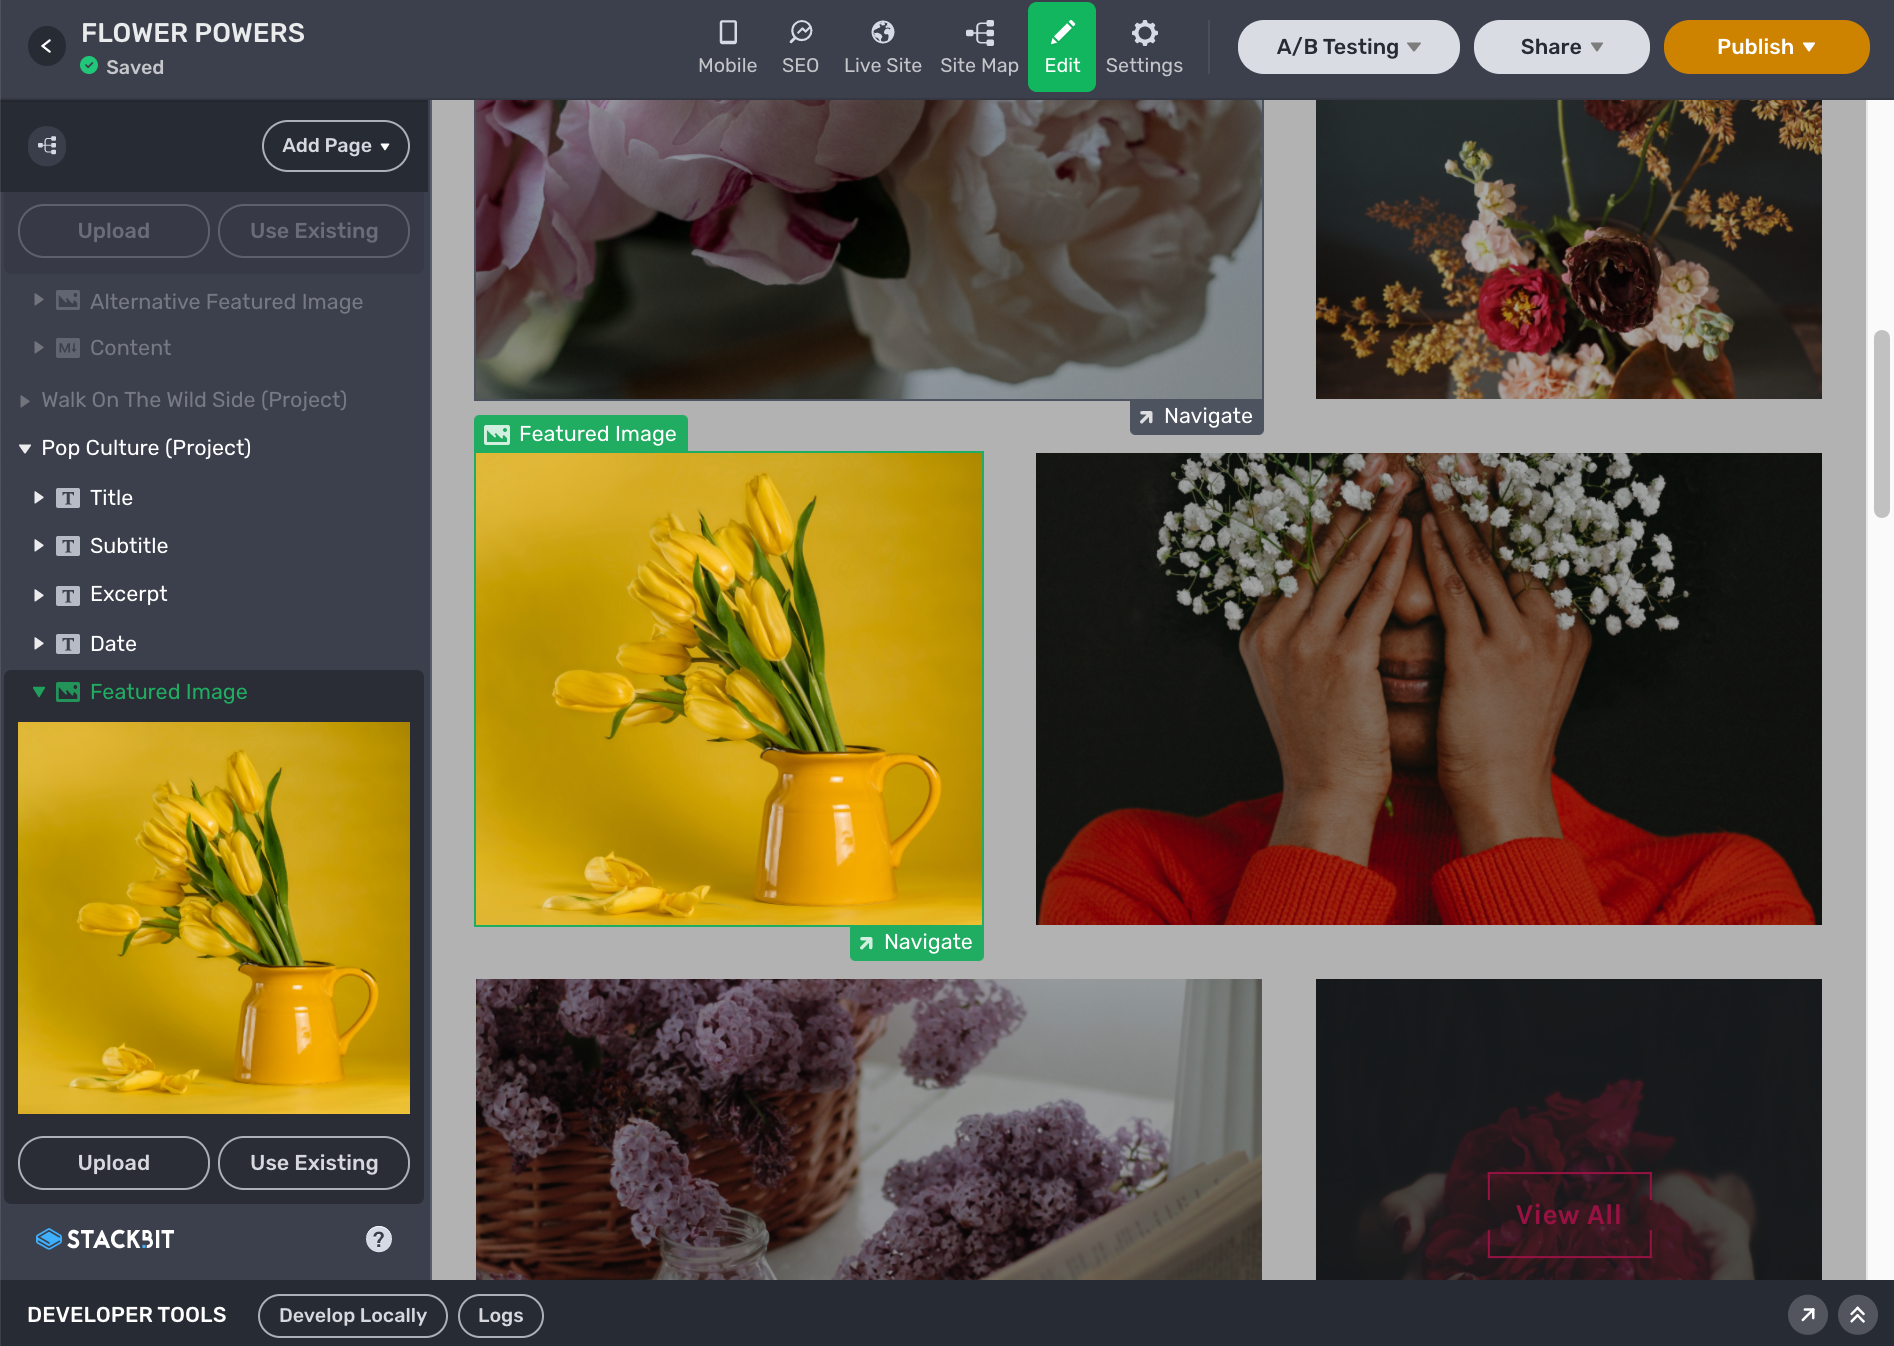 FLOWER POWERS
Saved
Mobile
SEO
Live Site
Site Map
Edit
Settings
A/B Testing
Share
Publish
Add Page
Upload
Use Existing
Alternative Featured Image
M
Content
Walk On The Wild Side (Project)
Pop Culture (Project)
T Title
T Subtitle
T Excerpt
T Date
Featured Image
Upload
Use Existing
STACKBIT
?
Navigate
Featured Image
Navigate
View All
DEVELOPER TOOLS
Develop Locally
Logs